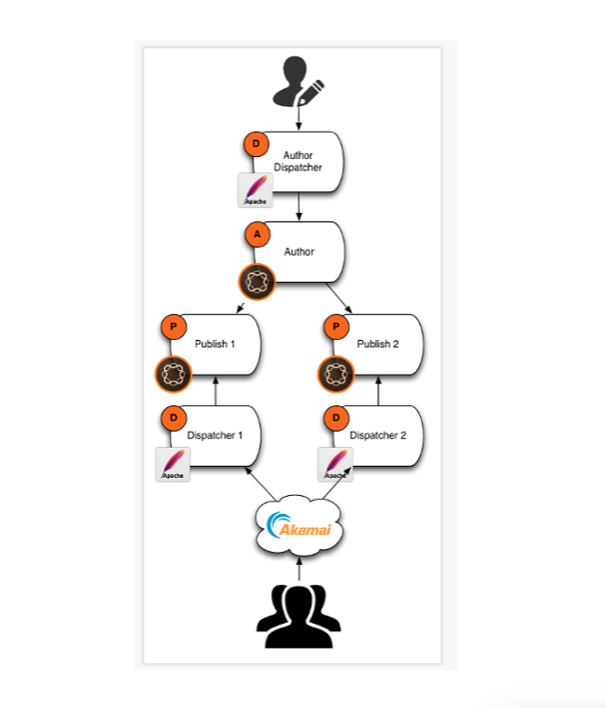 D
Author
Dispatcher
Apache
A
Author
P
Publish 1
P
Publish 2
D
Dispatcher 1
Apache
D
Dispatcher 2
Apache
Akamai